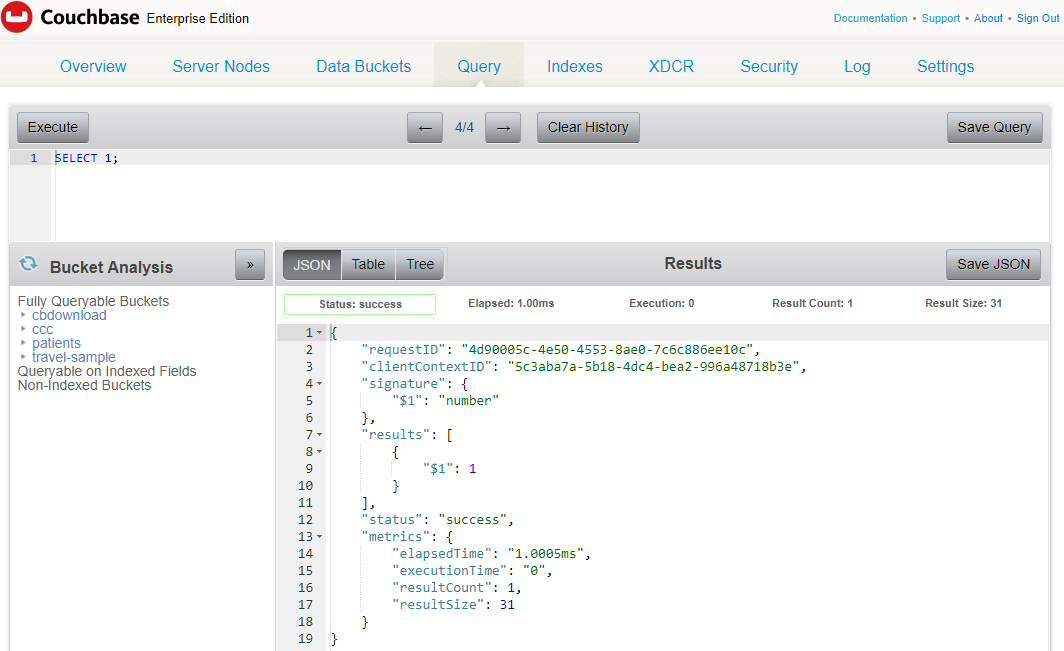 Couchbase Enterprise Edition
Documentation • Support • About • Sign Out
Overview Server Nodes Data Buckets Query Indexes XDCR Security Log Settings
Execute ← 4/4 → Clear History Save Query
1 SELECT 1;
Bucket Analysis »
Fully Queryable Buckets
cbdownload
ccc
patients
travel-sample
Queryable on Indexed Fields
Non-Indexed Buckets
JSON Table Tree Results Save JSON
Status: success Elapsed: 1.00ms Execution: 0 Result Count: 1 Result Size: 31
1 {
2 "requestID": "4d90005c-4e50-4553-8ae0-7c6c886ee10c",
3 "clientContextID": "5c3aba7a-5b18-4dc4-bea2-996a48718b3e",
4 "signature": {
5 "$1": "number"
6 },
7 "results": [
8 {
9 "$1": 1
10 }
11 ],
12 "status": "success",
13 "metrics": {
14 "elapsedTime": "1.0005ms",
15 "executionTime": "0",
16 "resultCount": 1,
17 "resultSize": 31
18 }
19 }